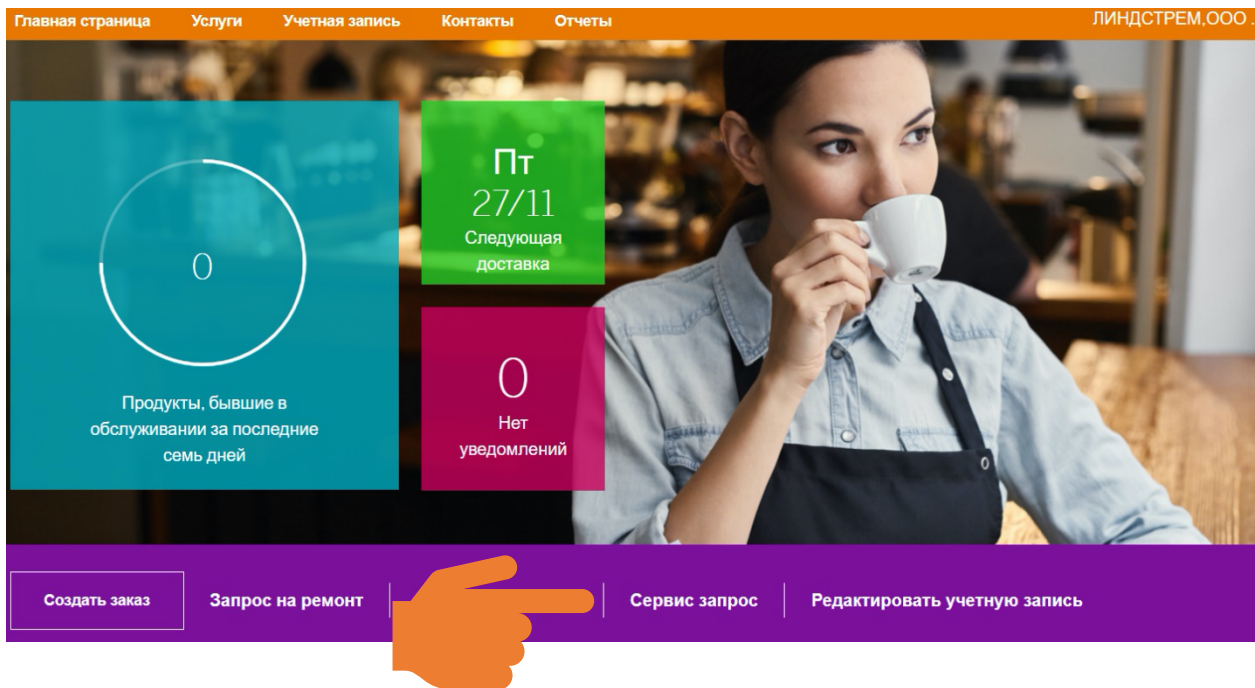 Главная страница Услуги Учетная запись Контакты Отчеты ЛИНДСТРЕМ,ООО .
0
Продукты, бывшие в
обслуживании за последние
семь дней
Пт
27/11
Следующая
доставка
0
Нет
уведомлений
Создать заказ Запрос на ремонт Сервис запрос Редактировать учетную запись